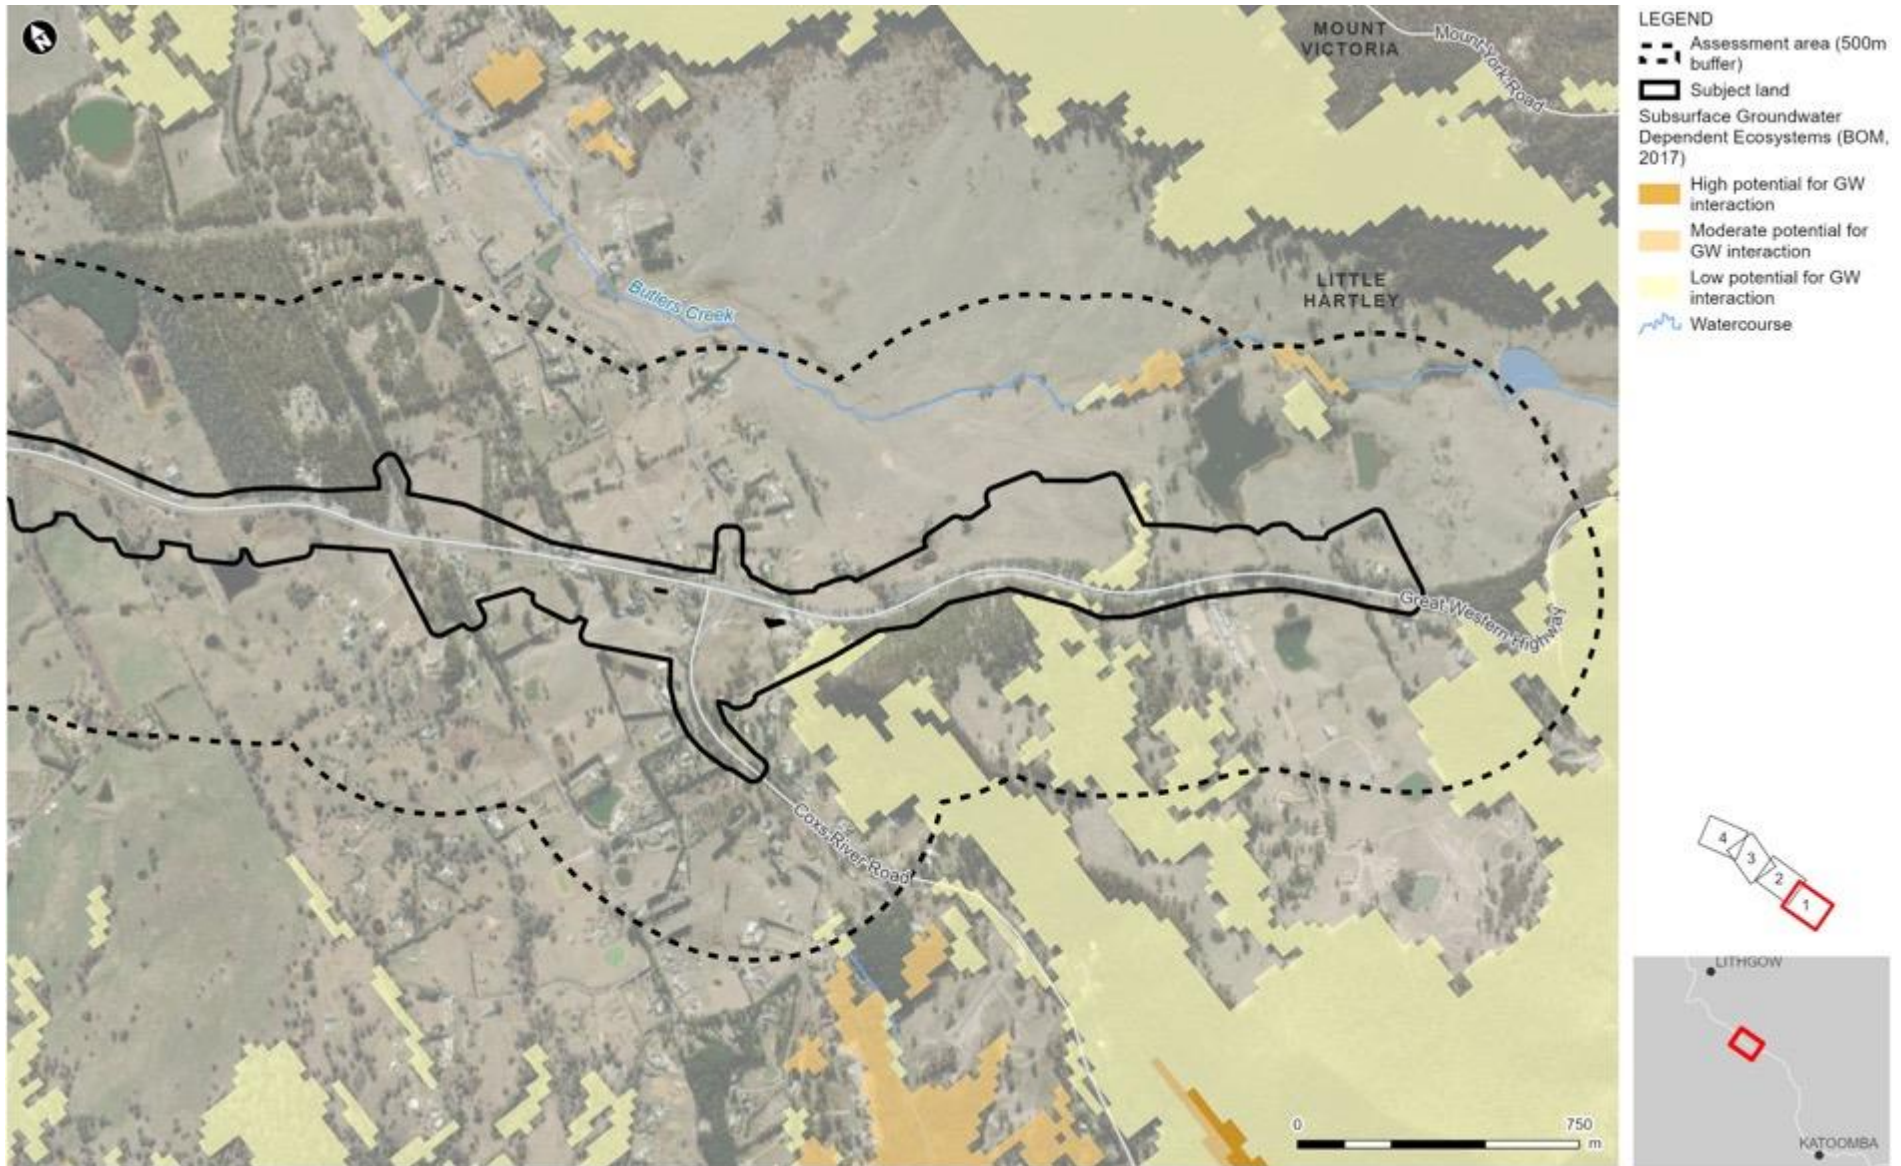 N
MOUNT
VICTORIA
Mount York Road
LITTLE
HARTLEY
Butlers Creek
Great Western Highway
Coxs River Road
0 750
m
LEGEND
Assessment area (500m
buffer)
Subject land
Subsurface Groundwater
Dependent Ecosystems (BOM,
2017)
High potential for GW
interaction
Moderate potential for
GW interaction
Low potential for GW
interaction
Watercourse
4
3
2
1
LITHGOW
KATOOMBA